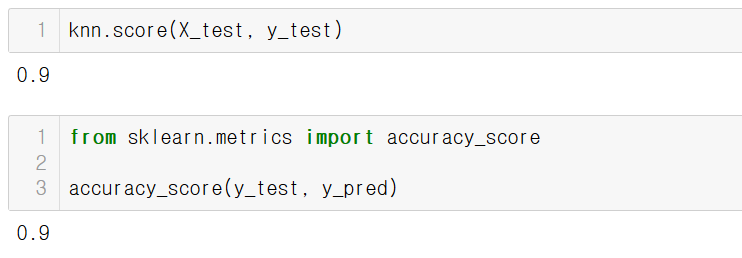 1 knn.score(X_test, y_test)
0.9
1 from sklearn.metrics import accuracy_score
2
3 accuracy_score(y_test, y_pred)
0.9